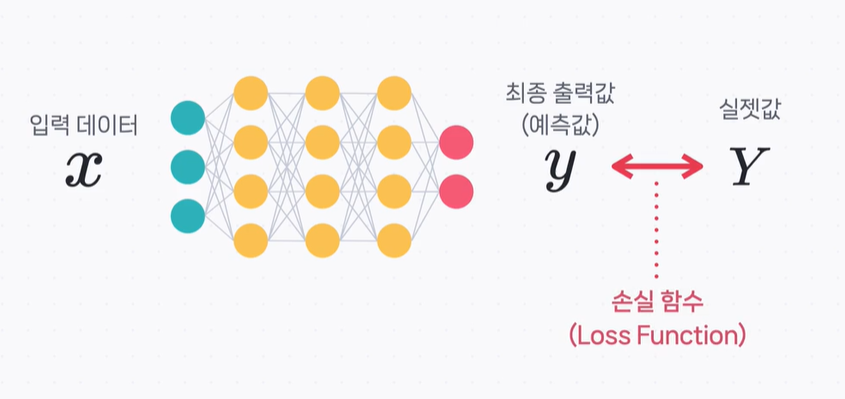 입력 데이터
x
최종 출력값
(예측값)
y
실젯값
Y
손실 함수
(Loss Function)